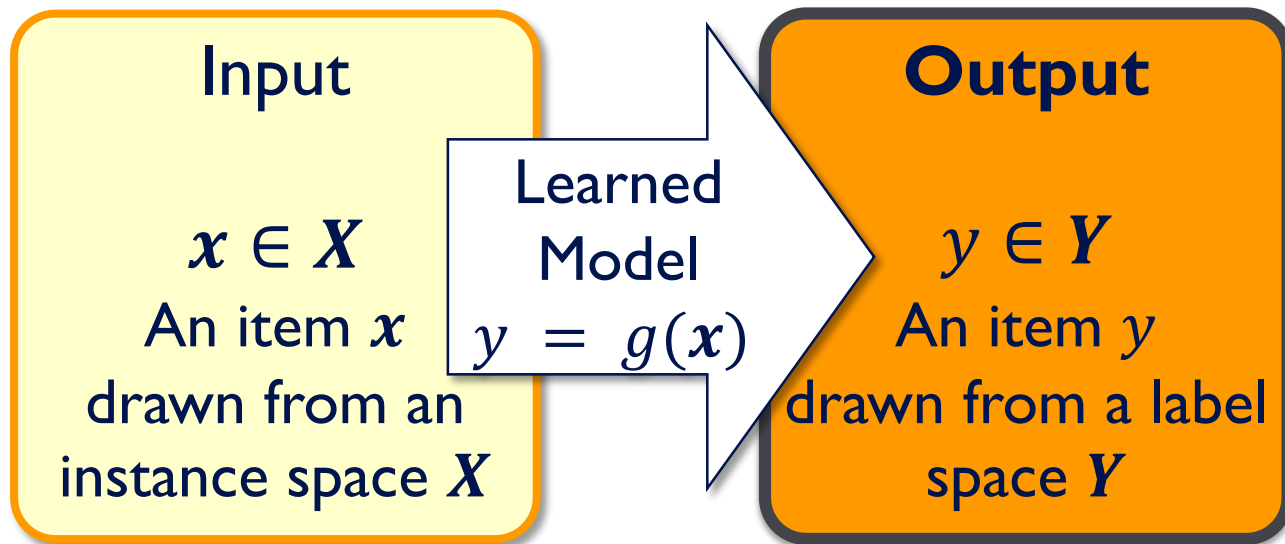 Input
𝒙 ∈ 𝑿
An item 𝒙
drawn from an
instance space 𝑿
Learned
Model
𝑦 = 𝑔(𝒙)
Output
𝑦 ∈ 𝒀
An item 𝑦
drawn from a label
space 𝒀